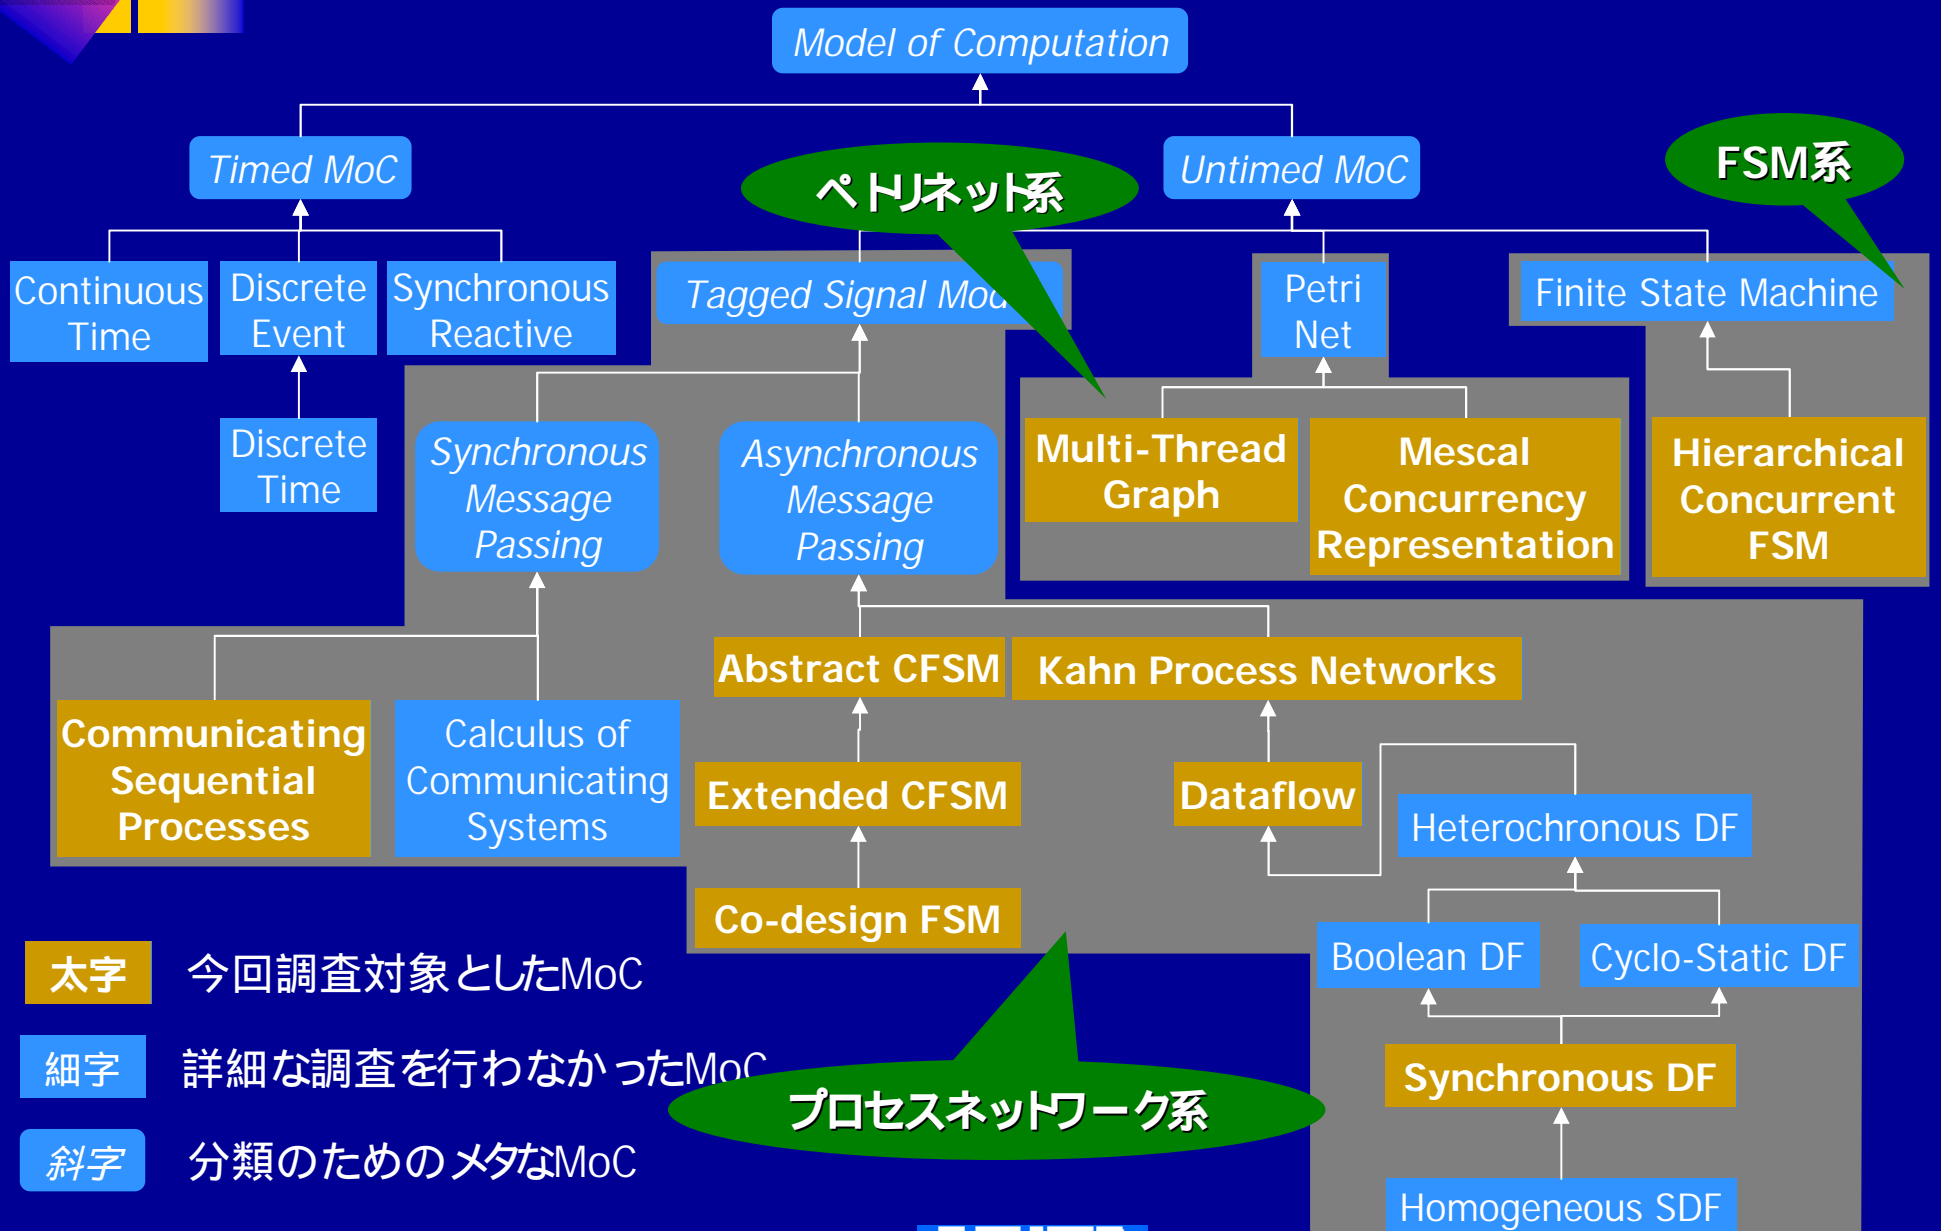 Model of Computation
Timed MoC
ペトリネット系
Untimed MoC
FSM系
Continuous
Time
Discrete
Event
Synchronous
Reactive
Tagged Signal Mod
Petri
Net
Finite State Machine
Discrete
Time
Synchronous
Message
Passing
Asynchronous
Message
Passing
Multi-Thread
Graph
Mescal
Concurrency
Representation
Hierarchical
Concurrent
FSM
Communicating
Sequential
Processes
Calculus of
Communicating
Systems
Abstract CFSM
Kahn Process Networks
Extended CFSM
Dataflow
Heterochronous DF
Co-design FSM
Boolean DF
Cyclo-Static DF
Synchronous DF
Homogeneous SDF
太字 今回調査対象としたMoC
細字 詳細な調査を行わなかったMoC
斜字 分類のためのメタなMoC
プロセスネットワーク系